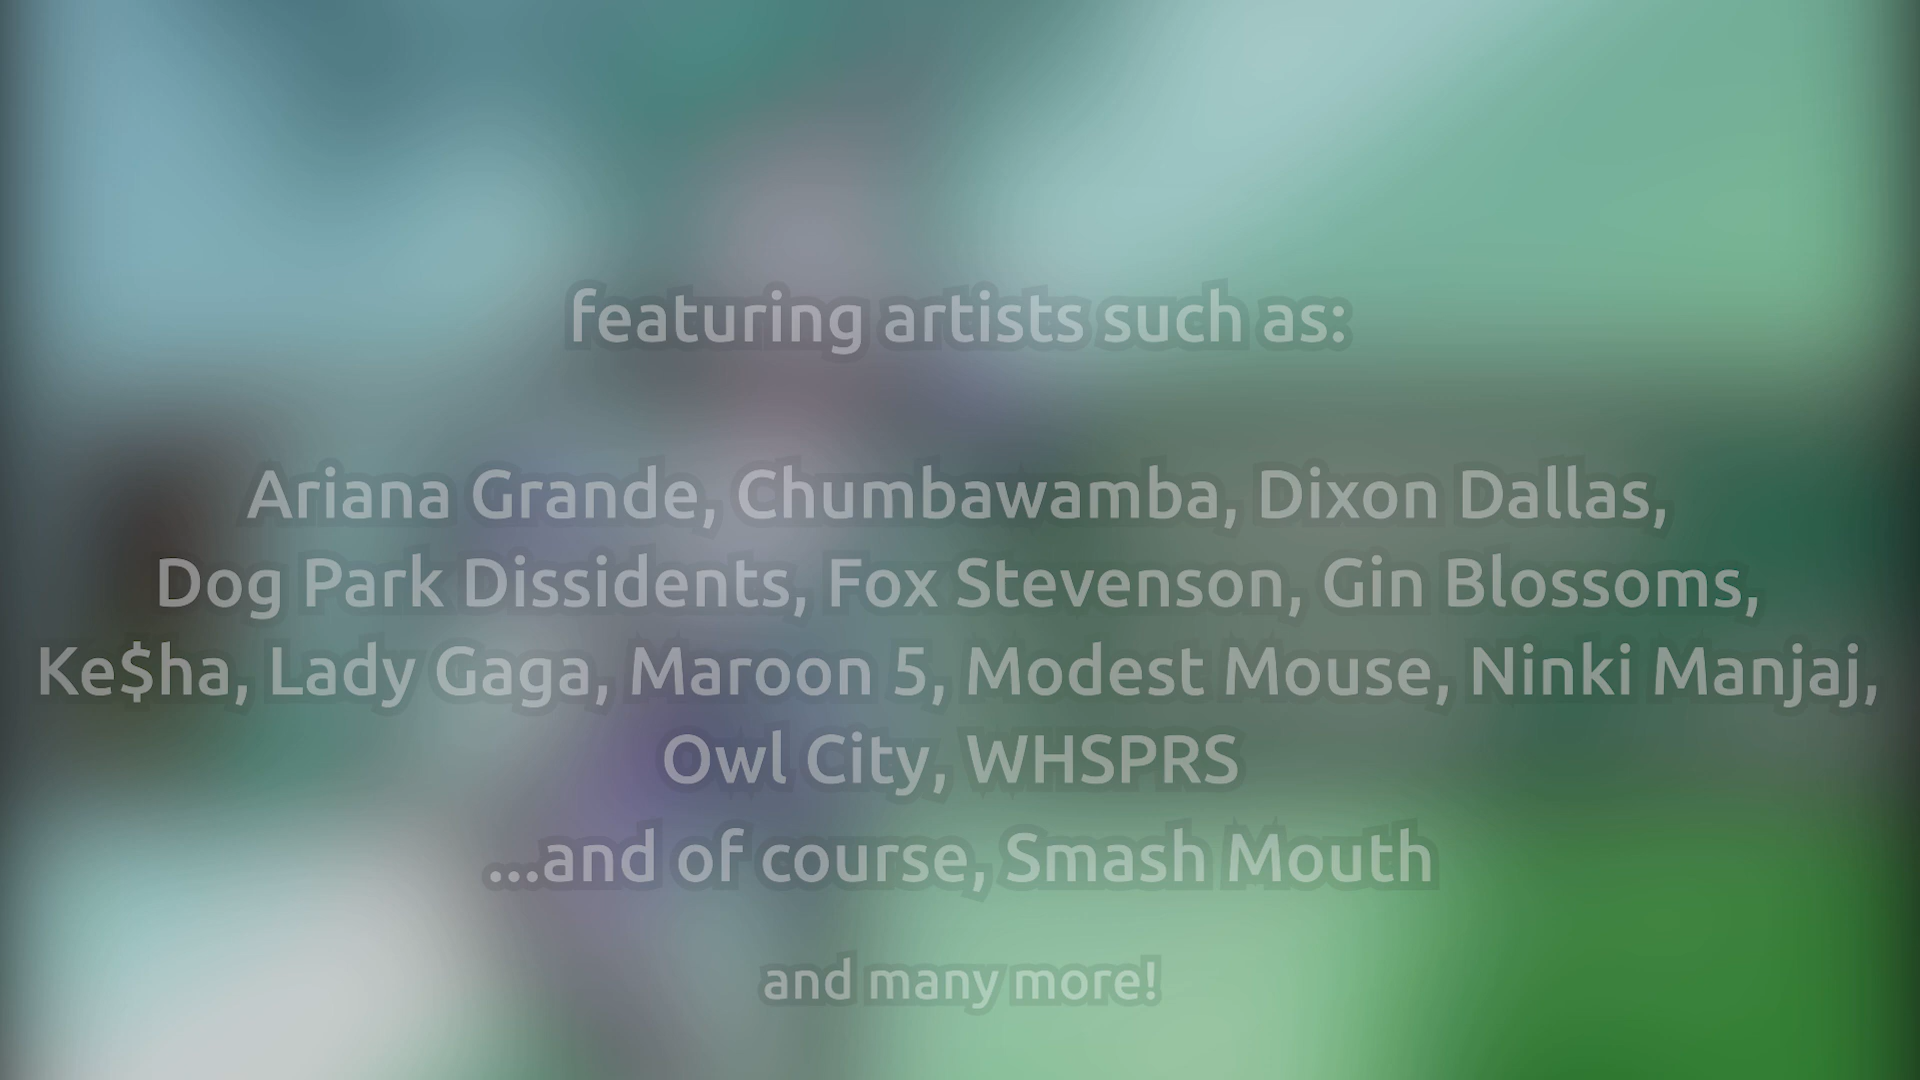 featuring artists such as:
Ariana Grande, Chumbawamba, Dixon Dallas,
Dog Park Dissidents, Fox Stevenson, Gin Blossoms,
Ke$ha, Lady Gaga, Maroon 5, Modest Mouse, Ninki Manjaj,
Owl City, WHSPRS
...and of course, Smash Mouth
and many more!